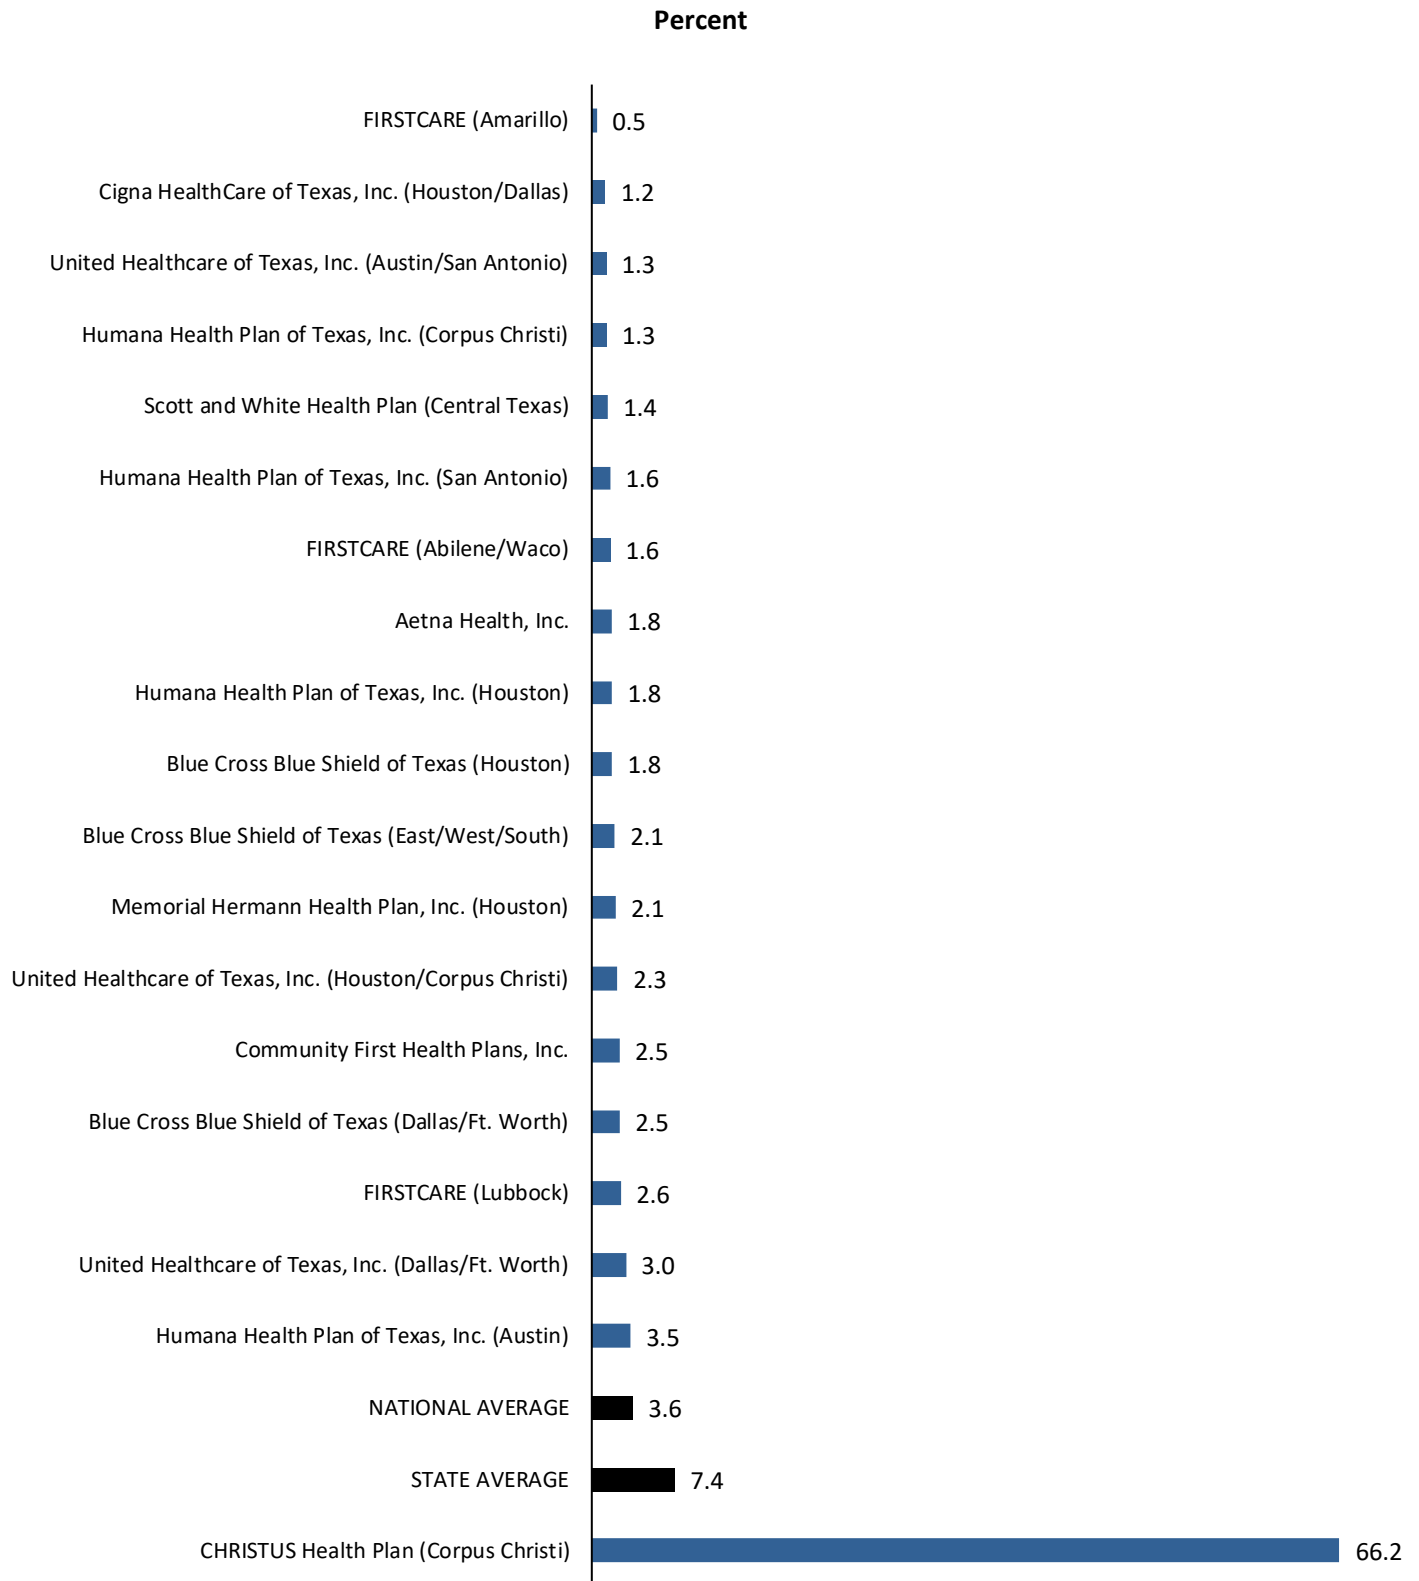 Percent
FIRSTCARE (Amarillo) 0.5
Cigna HealthCare of Texas, Inc. (Houston/Dallas) 1.2
United Healthcare of Texas, Inc. (Austin/San Antonio) 1.3
Humana Health Plan of Texas, Inc. (Corpus Christi) 1.3
Scott and White Health Plan (Central Texas) 1.4
Humana Health Plan of Texas, Inc. (San Antonio) 1.6
FIRSTCARE (Abilene/Waco) 1.6
Aetna Health, Inc. 1.8
Humana Health Plan of Texas, Inc. (Houston) 1.8
Blue Cross Blue Shield of Texas (Houston) 1.8
Blue Cross Blue Shield of Texas (East/West/South) 2.1
Memorial Hermann Health Plan, Inc. (Houston) 2.1
United Healthcare of Texas, Inc. (Houston/Corpus Christi) 2.3
Community First Health Plans, Inc. 2.5
Blue Cross Blue Shield of Texas (Dallas/Ft. Worth) 2.5
FIRSTCARE (Lubbock) 2.6
United Healthcare of Texas, Inc. (Dallas/Ft. Worth) 3.0
Humana Health Plan of Texas, Inc. (Austin) 3.5
NATIONAL AVERAGE 3.6
STATE AVERAGE 7.4
CHRISTUS Health Plan (Corpus Christi) 66.2